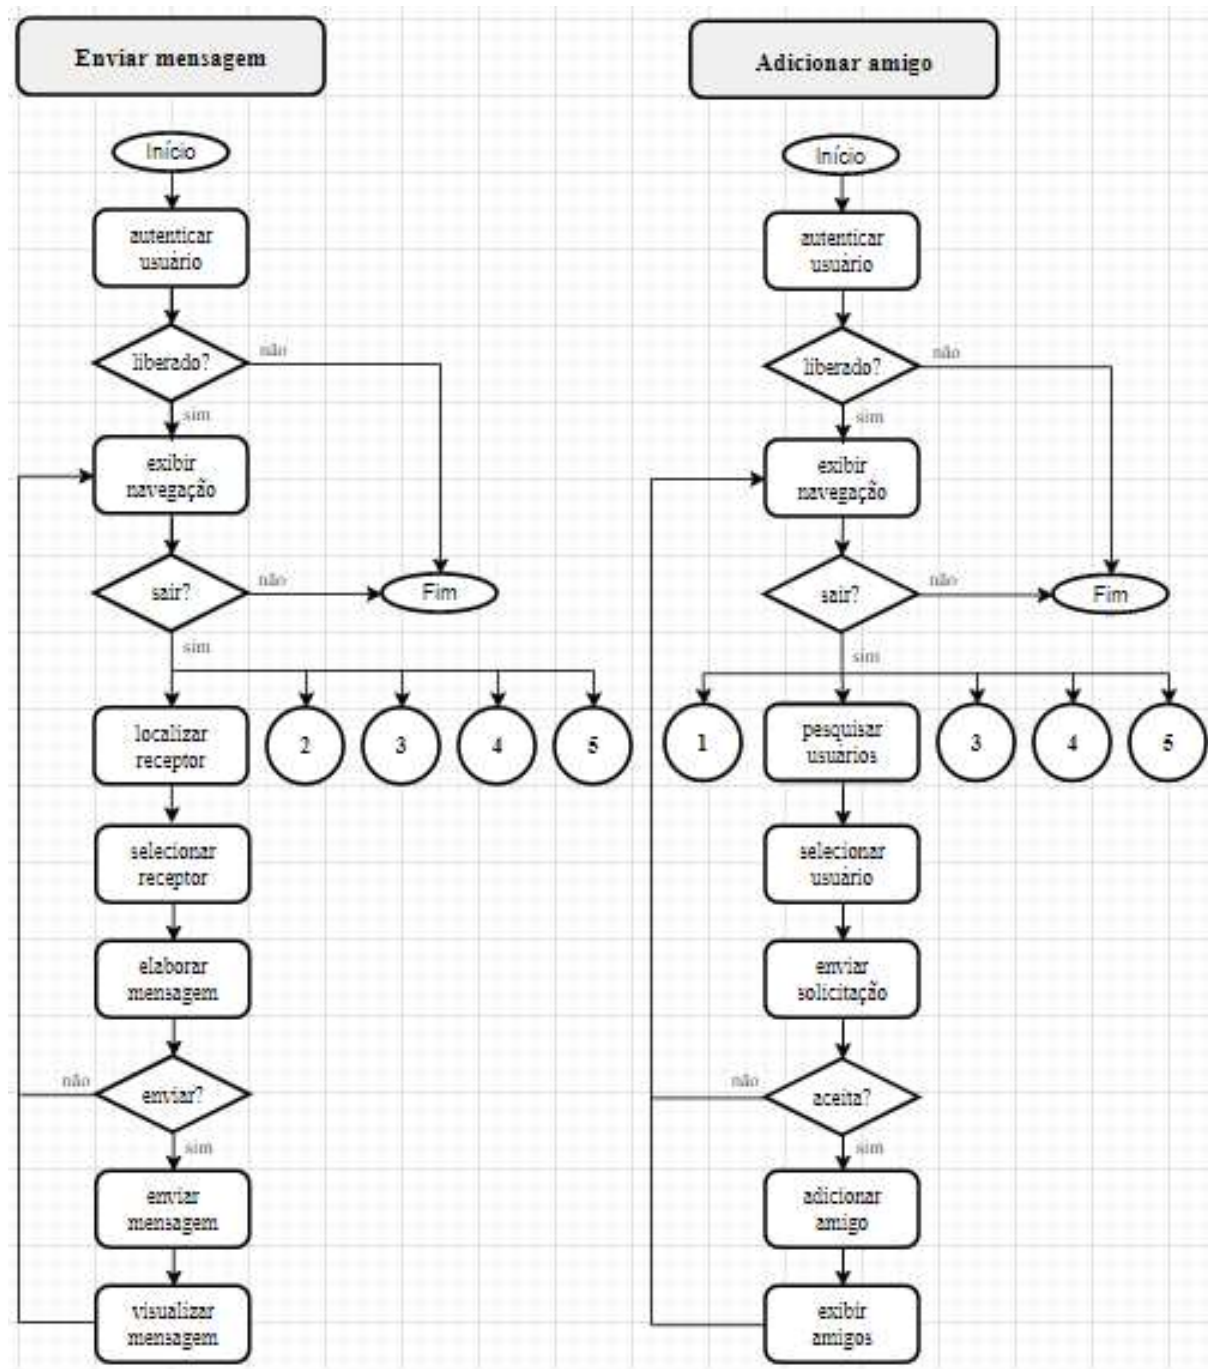 Enviar mensagem
Início
autenticar
usuário
liberado?
não
sim
exibir
navegação
sair?
não
Fim
sim
localizar
receptor
2
3
4
5
selecionar
receptor
elaborar
mensagem
enviar?
não
sim
enviar
mensagem
visualizar
mensagem
Adicionar amigo
Início
autenticar
usuário
liberado?
não
sim
exibir
navegação
sair?
não
Fim
sim
1
pesquisar
usuários
3
4
5
selecionar
usuário
enviar
solicitação
aceita?
não
sim
adicionar
amigo
exibir
amigos